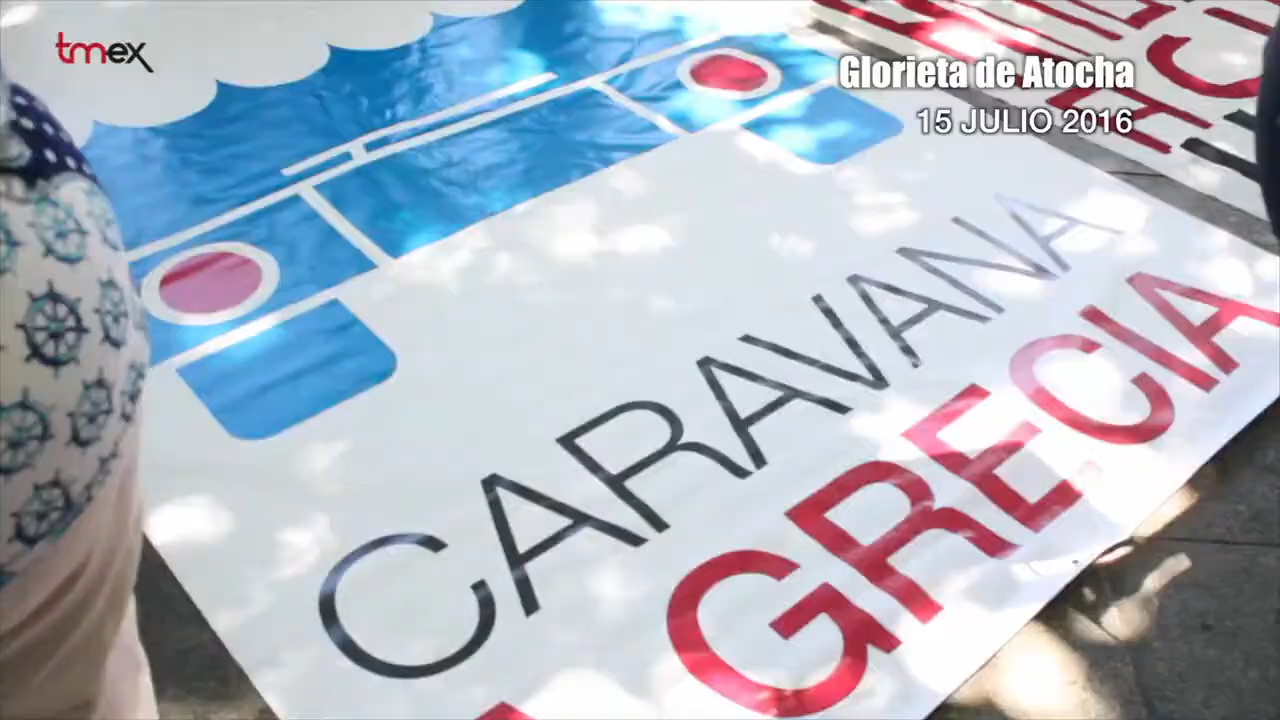 tmex
Glorieta de Atocha
15 JULIO 2016
CARAVANA
A GRECIA